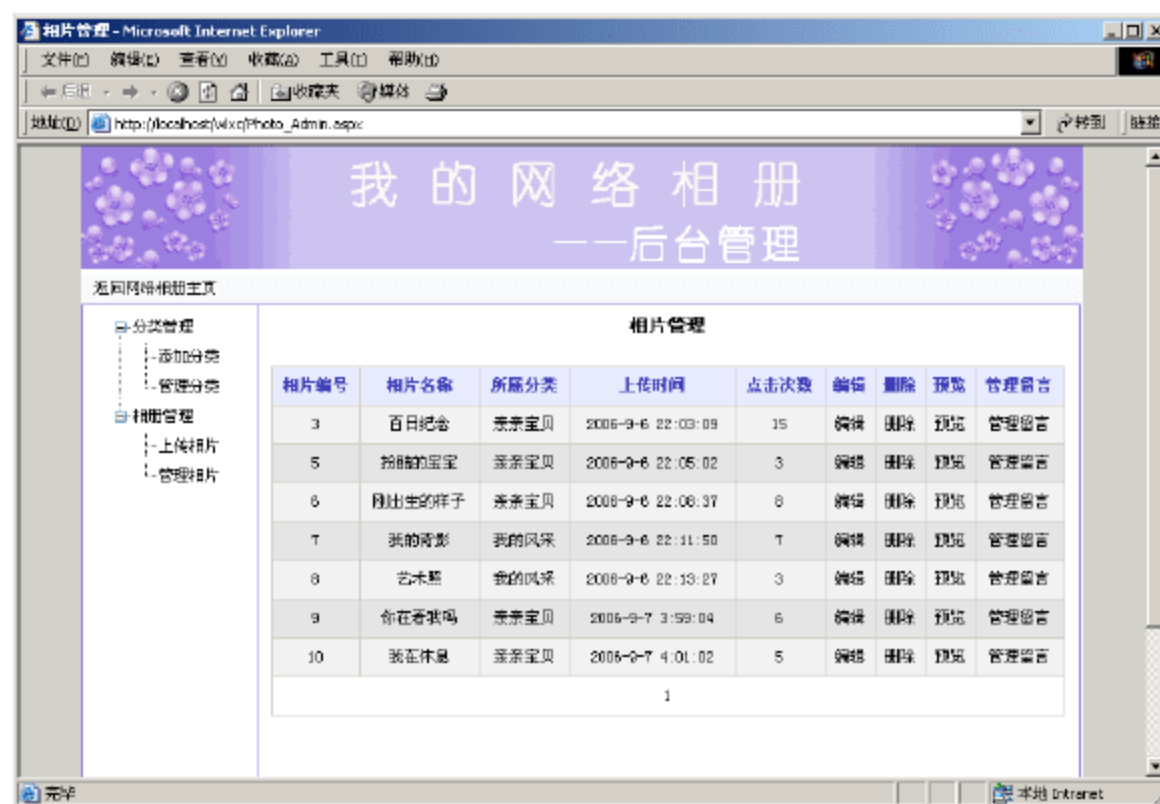 相片管理 - Microsoft Internet Explorer
文件(F) 编辑(E) 查看(V) 收藏(A) 工具(T) 帮助(H)
后退 收藏夹 媒体
地址(D) http://localhost/wlxc/Photo_Admin.aspx 转到 链接
我的网络相册
——后台管理
返回网络相册主页
分类管理
添加分类
管理分类
相册管理
上传相片
管理相片
相片管理
相片编号 相片名称 所属分类 上传时间 点击次数 编辑 删除 预览 管理留言
3 百日纪念 亲亲宝贝 2006-9-6 22:03:09 15 编辑 删除 预览 管理留言
5 扮酷的宝宝 亲亲宝贝 2006-9-6 22:05:02 3 编辑 删除 预览 管理留言
6 刚出生的样子 亲亲宝贝 2006-9-6 22:08:37 8 编辑 删除 预览 管理留言
7 我的背影 我的风采 2006-9-6 22:11:50 7 编辑 删除 预览 管理留言
8 艺术照 我的风采 2006-9-6 22:13:27 3 编辑 删除 预览 管理留言
9 你在看我吗 亲亲宝贝 2006-9-7 3:59:04 6 编辑 删除 预览 管理留言
10 我在休息 亲亲宝贝 2006-9-7 4:01:02 5 编辑 删除 预览 管理留言
1
完毕 本地 Intranet